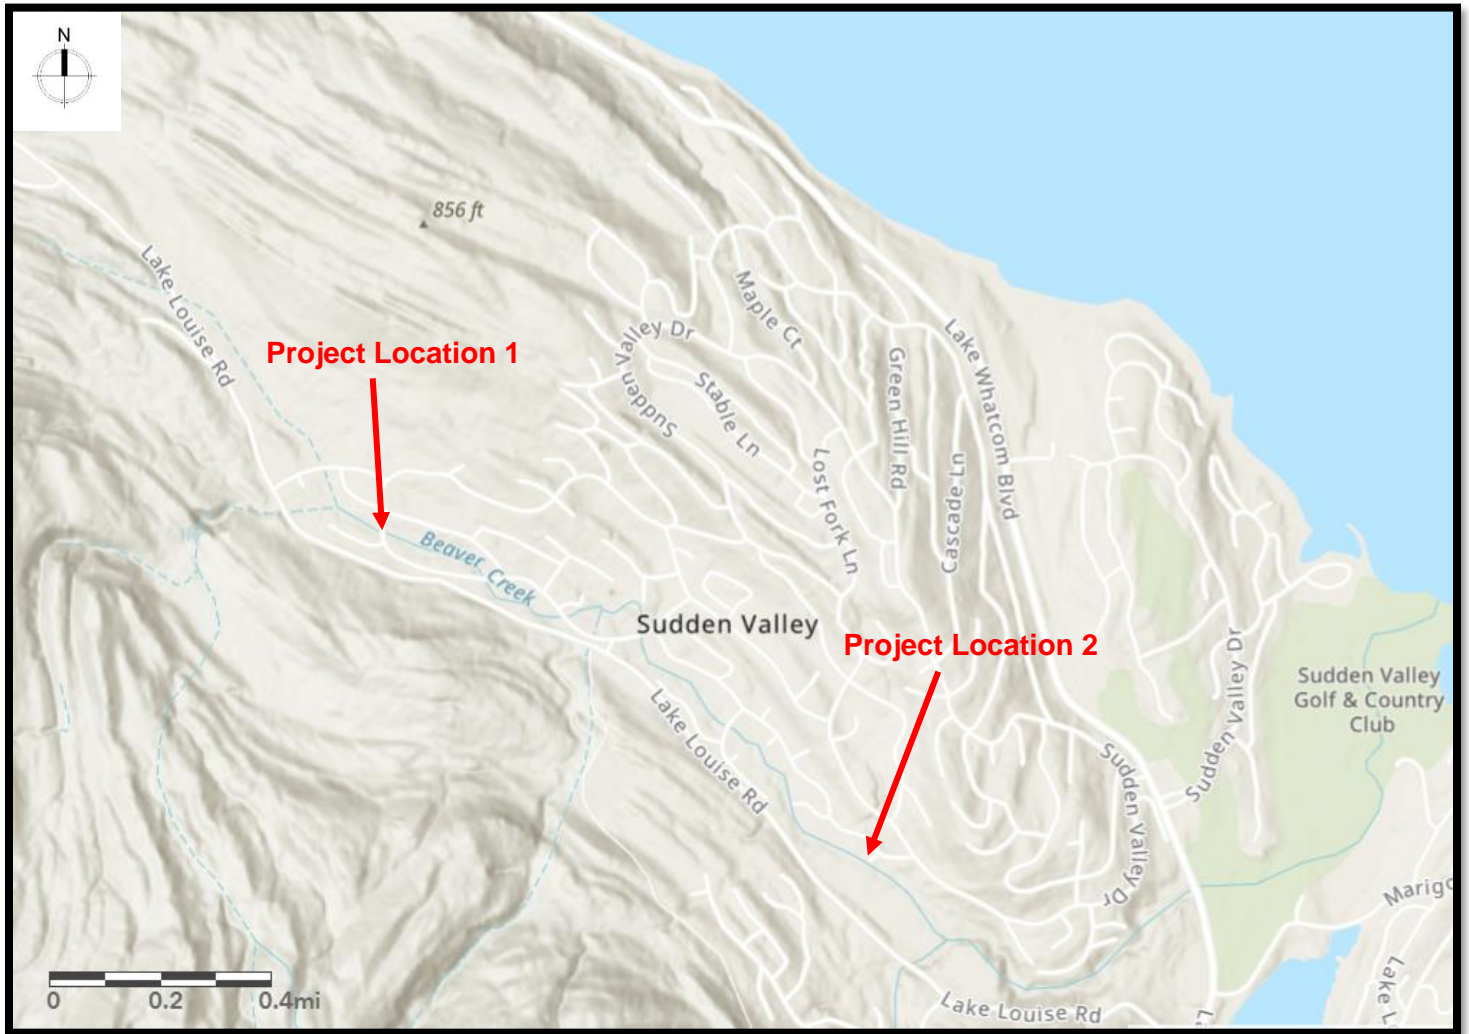 N
856 ft
Lake Louise Rd
Project Location 1
Sudden Valley Dr
Maple Ct
Stable Ln
Lost Fork Ln
Green Hill Rd
Cascade Ln
Lake Whatcom Blvd
Beaver Creek
Sudden Valley
Project Location 2
Lake Louise Rd
Sudden Valley Dr
Sudden Valley Dr
Sudden Valley
Golf & Country
Club
Marigo
Lake L
Lake Louise Rd
La
0 0.2 0.4mi